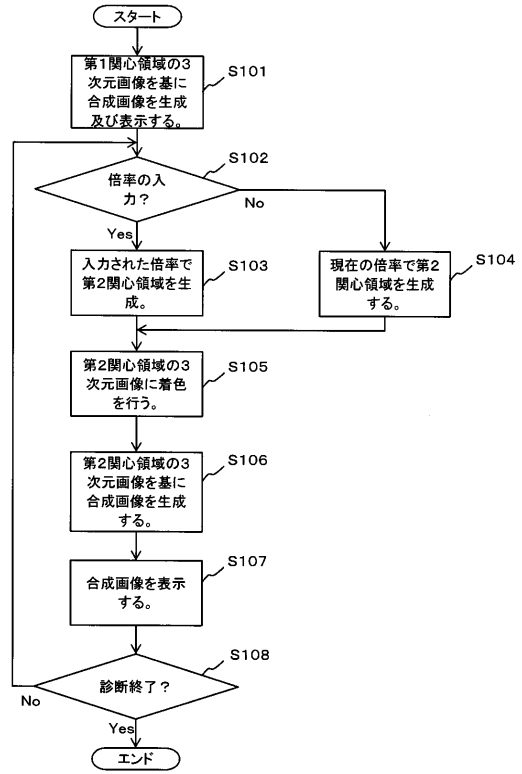 スタート
第1関心領域の3
次元画像を基に
合成画像を生成
及び表示する。
S101
倍率の入
力?
S102
No
Yes
入力された倍率で
第2関心領域を生
成。
S103
現在の倍率で第2
関心領域を生成
する。
S104
第2関心領域の3
次元画像に着色
を行う。
S105
第2関心領域の3
次元画像を基に
合成画像を生成
する。
S106
合成画像を表示
する。
S107
診断終了?
S108
No
Yes
エンド